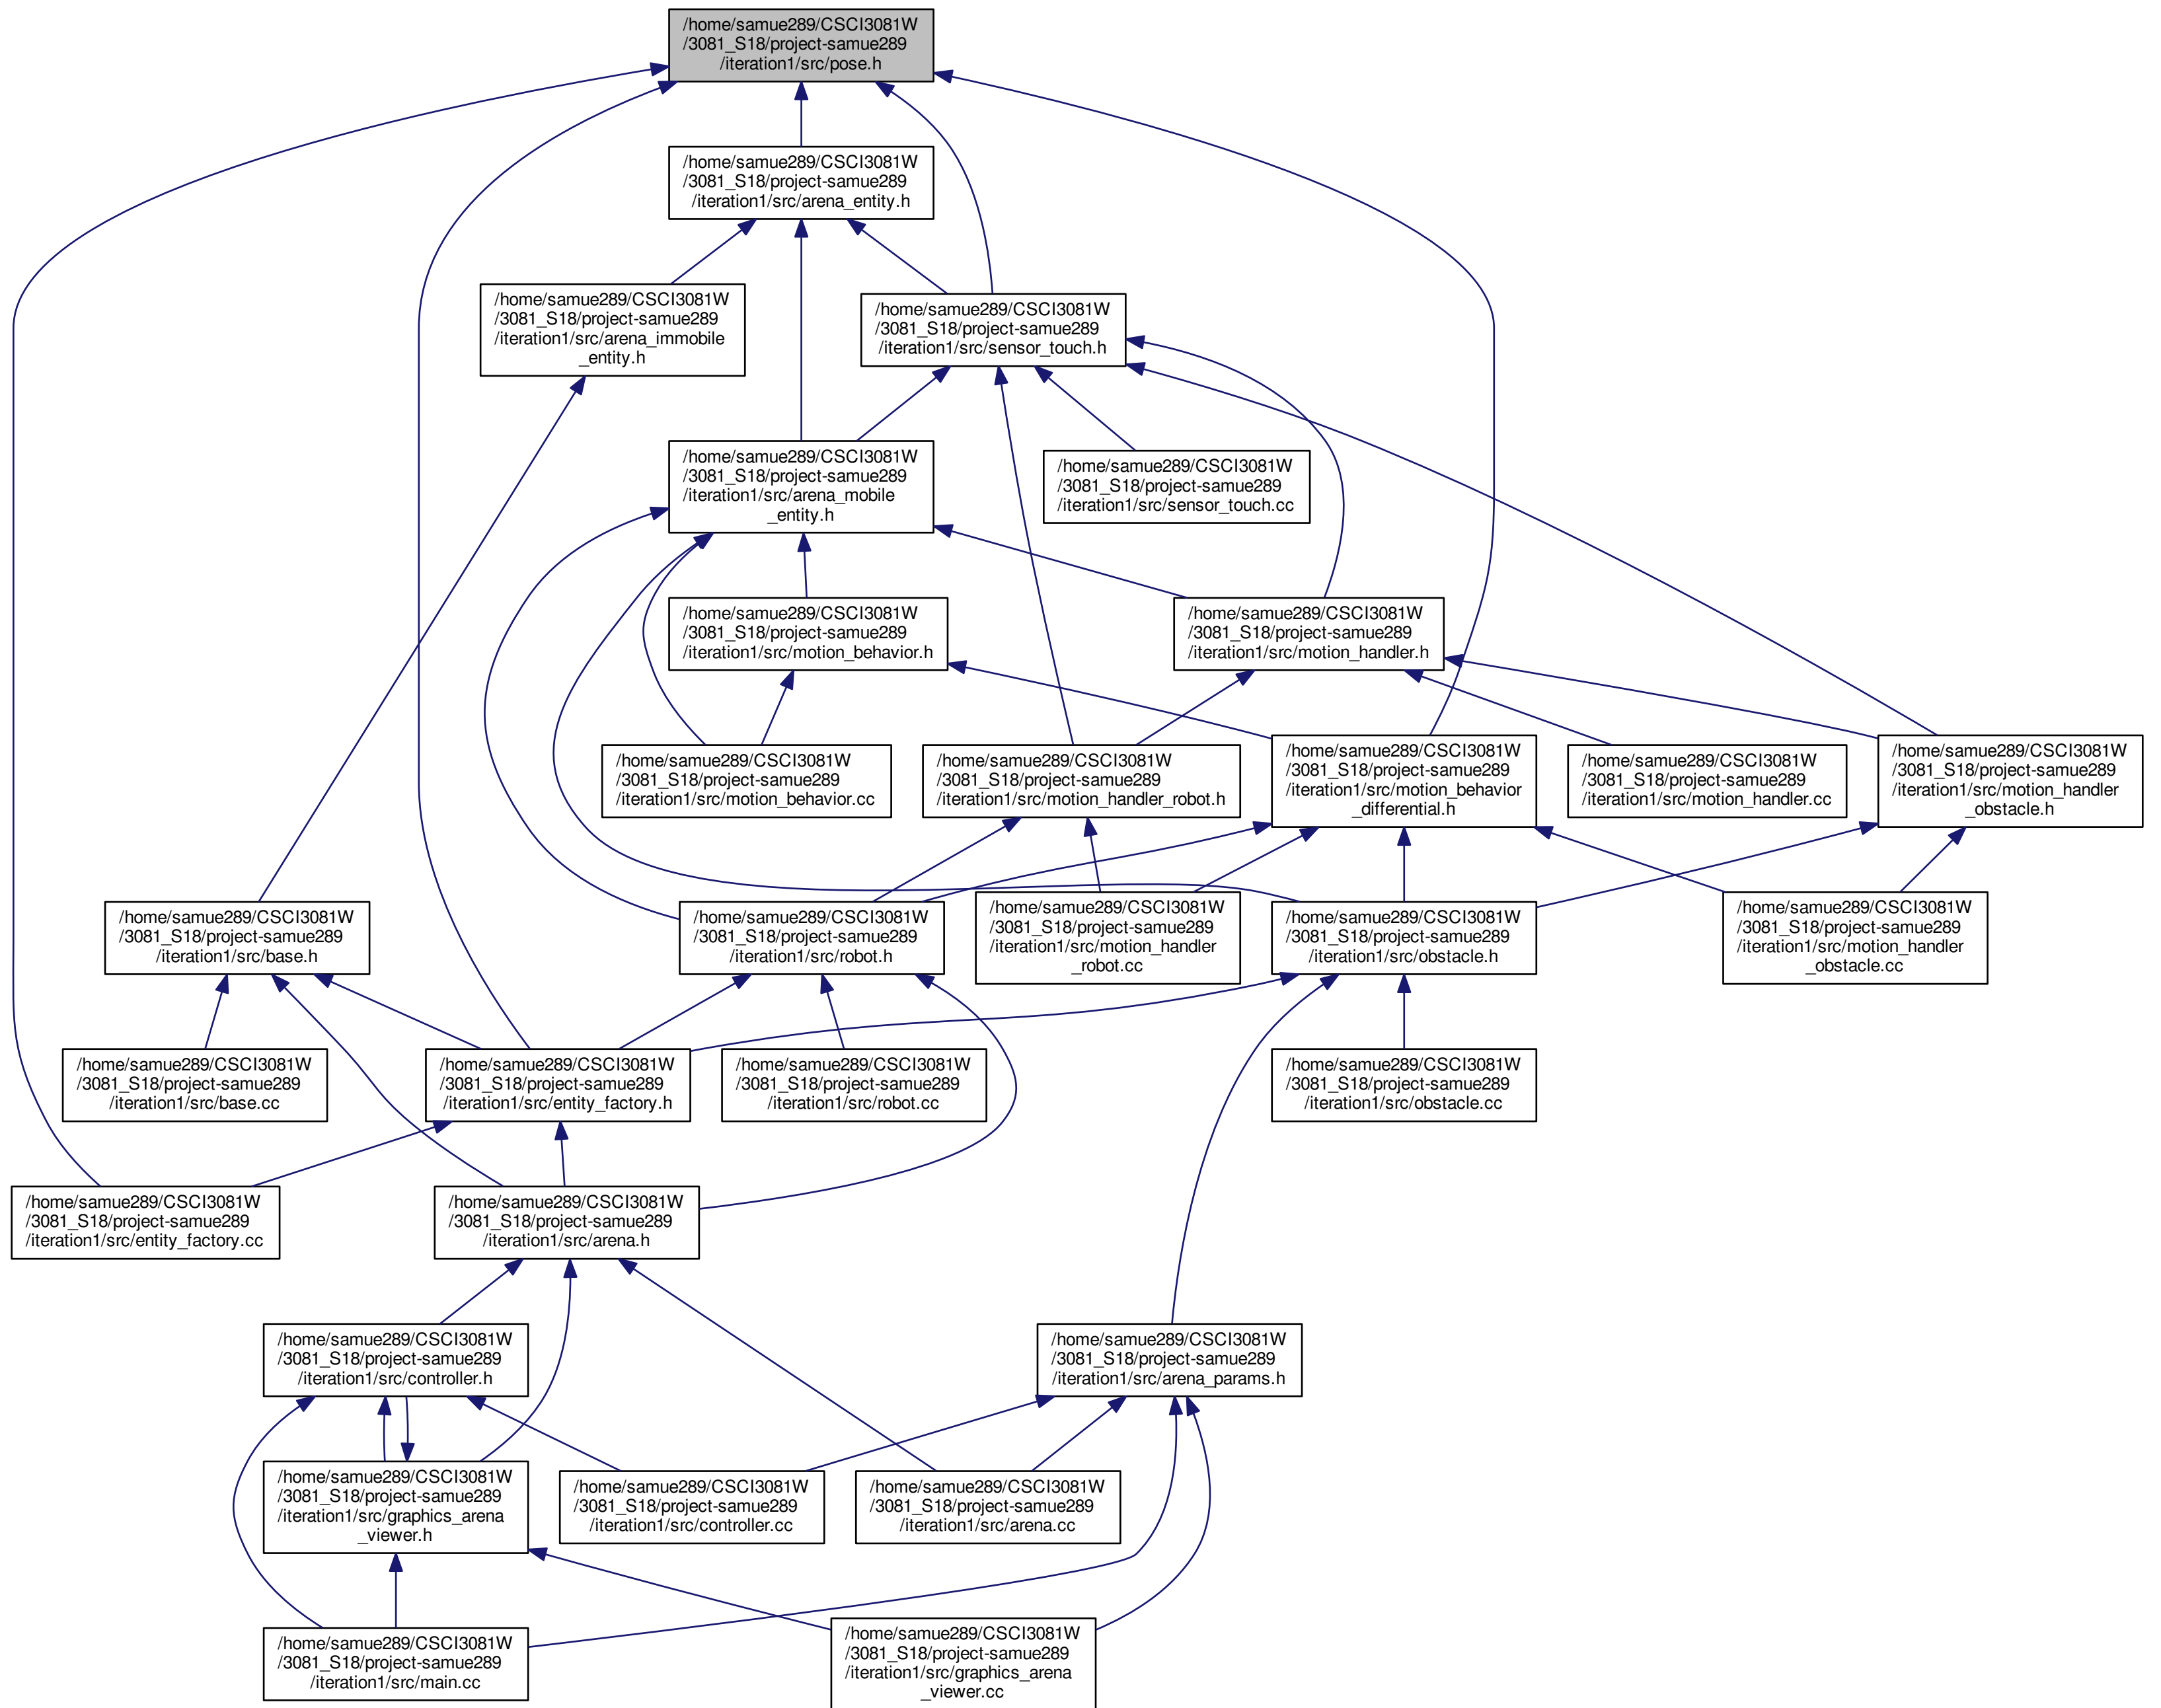 /home/samue289/CSCI3081W
/3081_S18/project-samue289
/iteration1/src/pose.h
/home/samue289/CSCI3081W
/3081_S18/project-samue289
/iteration1/src/arena_entity.h
/home/samue289/CSCI3081W
/3081_S18/project-samue289
/iteration1/src/arena_immobile
_entity.h
/home/samue289/CSCI3081W
/3081_S18/project-samue289
/iteration1/src/sensor_touch.h
/home/samue289/CSCI3081W
/3081_S18/project-samue289
/iteration1/src/arena_mobile
_entity.h
/home/samue289/CSCI3081W
/3081_S18/project-samue289
/iteration1/src/sensor_touch.cc
/home/samue289/CSCI3081W
/3081_S18/project-samue289
/iteration1/src/motion_behavior.h
/home/samue289/CSCI3081W
/3081_S18/project-samue289
/iteration1/src/motion_handler.h
/home/samue289/CSCI3081W
/3081_S18/project-samue289
/iteration1/src/motion_behavior.cc
/home/samue289/CSCI3081W
/3081_S18/project-samue289
/iteration1/src/motion_handler_robot.h
/home/samue289/CSCI3081W
/3081_S18/project-samue289
/iteration1/src/motion_behavior
_differential.h
/home/samue289/CSCI3081W
/3081_S18/project-samue289
/iteration1/src/motion_handler.cc
/home/samue289/CSCI3081W
/3081_S18/project-samue289
/iteration1/src/motion_handler
_obstacle.h
/home/samue289/CSCI3081W
/3081_S18/project-samue289
/iteration1/src/base.h
/home/samue289/CSCI3081W
/3081_S18/project-samue289
/iteration1/src/robot.h
/home/samue289/CSCI3081W
/3081_S18/project-samue289
/iteration1/src/motion_handler
_robot.cc
/home/samue289/CSCI3081W
/3081_S18/project-samue289
/iteration1/src/obstacle.h
/home/samue289/CSCI3081W
/3081_S18/project-samue289
/iteration1/src/motion_handler
_obstacle.cc
/home/samue289/CSCI3081W
/3081_S18/project-samue289
/iteration1/src/base.cc
/home/samue289/CSCI3081W
/3081_S18/project-samue289
/iteration1/src/entity_factory.h
/home/samue289/CSCI3081W
/3081_S18/project-samue289
/iteration1/src/robot.cc
/home/samue289/CSCI3081W
/3081_S18/project-samue289
/iteration1/src/obstacle.cc
/home/samue289/CSCI3081W
/3081_S18/project-samue289
/iteration1/src/entity_factory.cc
/home/samue289/CSCI3081W
/3081_S18/project-samue289
/iteration1/src/arena.h
/home/samue289/CSCI3081W
/3081_S18/project-samue289
/iteration1/src/controller.h
/home/samue289/CSCI3081W
/3081_S18/project-samue289
/iteration1/src/arena_params.h
/home/samue289/CSCI3081W
/3081_S18/project-samue289
/iteration1/src/graphics_arena
_viewer.h
/home/samue289/CSCI3081W
/3081_S18/project-samue289
/iteration1/src/controller.cc
/home/samue289/CSCI3081W
/3081_S18/project-samue289
/iteration1/src/arena.cc
/home/samue289/CSCI3081W
/3081_S18/project-samue289
/iteration1/src/main.cc
/home/samue289/CSCI3081W
/3081_S18/project-samue289
/iteration1/src/graphics_arena
_viewer.cc